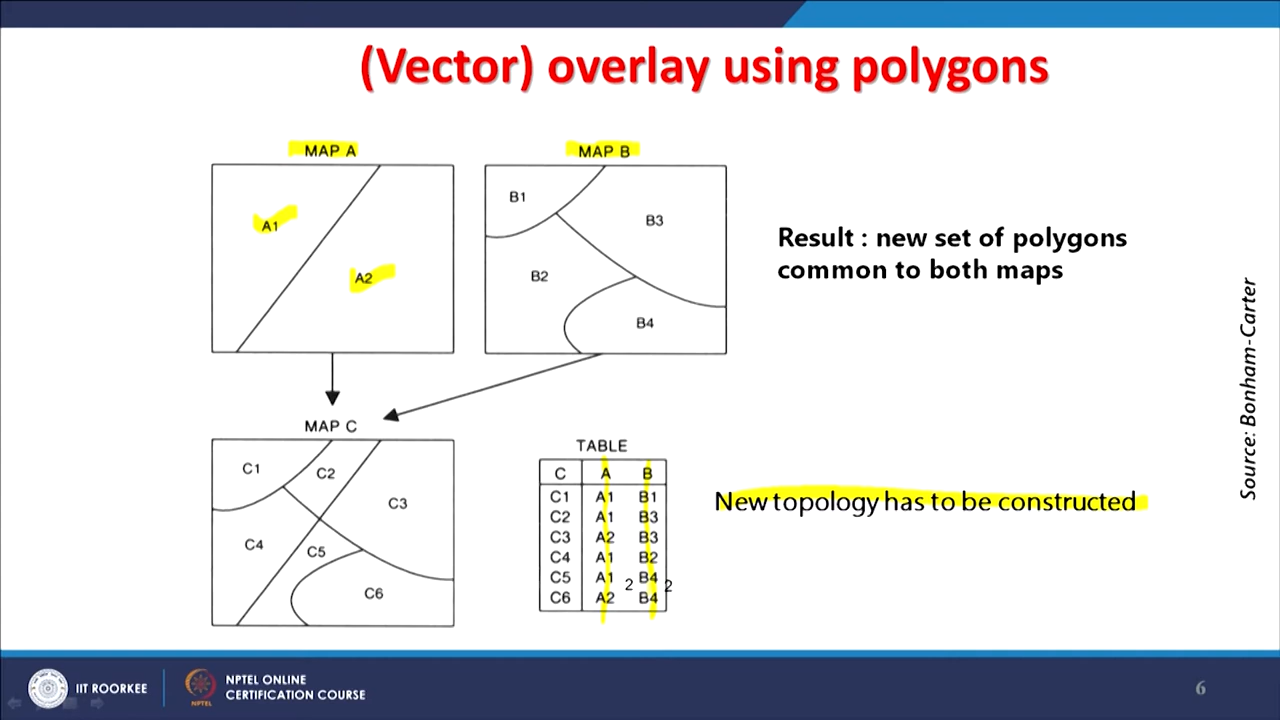 (Vector) overlay using polygons
MAP A
MAP B
A1
A2
B1
B3
B2
B4
Result : new set of polygons
common to both maps
Source: Bonham-Carter
MAP C
C1
C2
C3
C4
C5
C6
TABLE
C A B
C1 A1 B1
C2 A1 B3
C3 A2 B3
C4 A1 B2
C5 A1 2 B4 2
C6 A2 B4
New topology has to be constructed
IIT ROORKEE
NPTEL
NPTEL ONLINE
CERTIFICATION COURSE
6